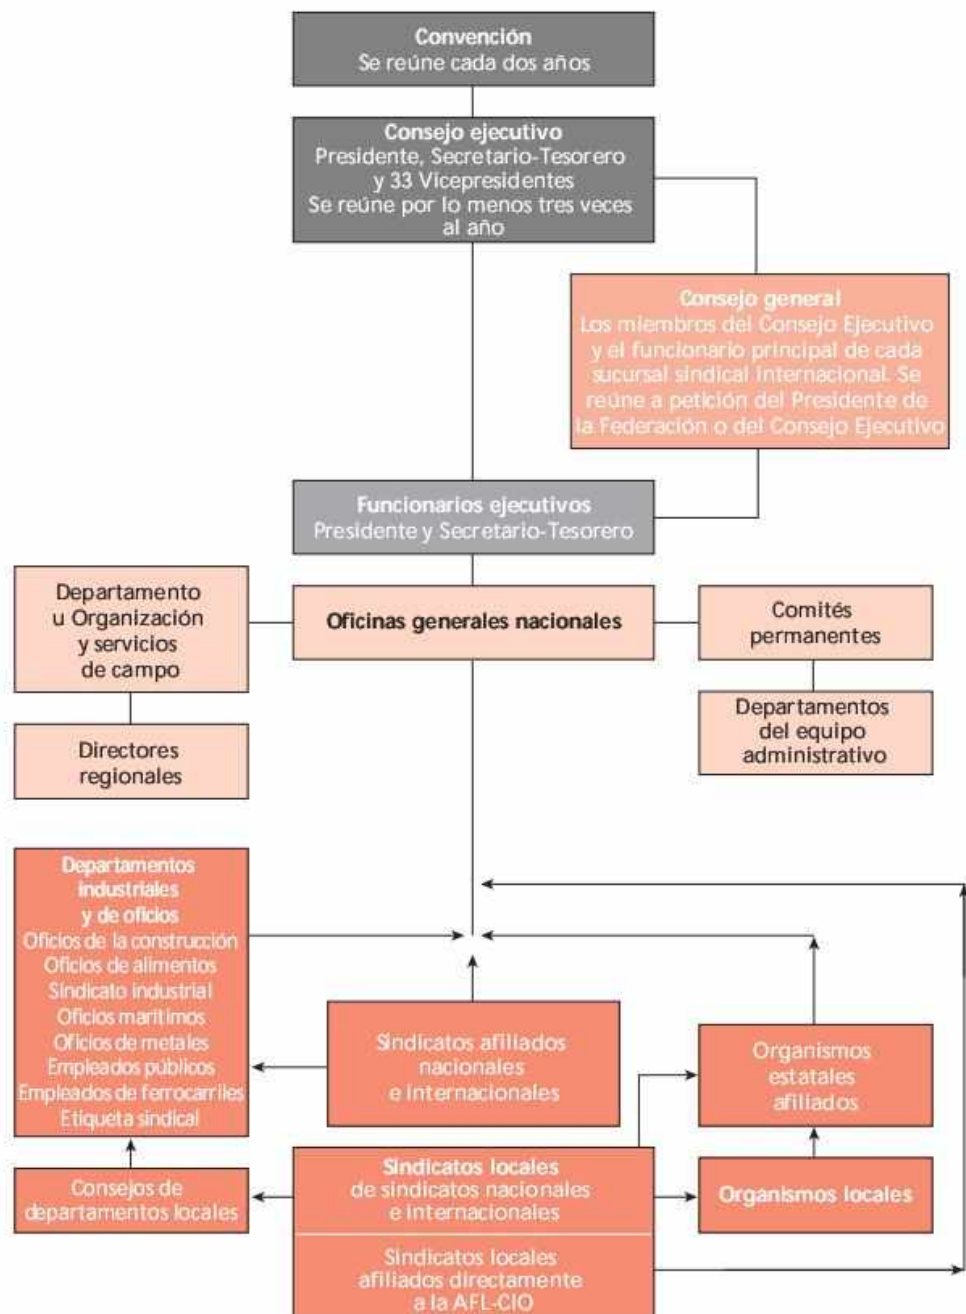 Convención
Se reúne cada dos años
Consejo ejecutivo
Presidente, Secretario-Tesorero
y 33 Vicepresidentes
Se reúne por lo menos tres veces
al año
Consejo general
Los miembros del Consejo Ejecutivo
y el funcionario principal de cada
sucursal sindical internacional. Se
reúne a petición del Presidente de
la Federación o del Consejo Ejecutivo
Funcionarios ejecutivos
Presidente y Secretario-Tesorero
Departamento
u Organización
y servicios
de campo
Oficinas generales nacionales
Comités
permanentes
Directores
regionales
Departamentos
del equipo
administrativo
Departamentos
industriales
y de oficios
Oficios de la construcción
Oficios de alimentos
Sindicato industrial
Oficios marítimos
Oficios de metales
Empleados públicos
Empleados de ferrocarriles
Etiqueta sindical
Sindicatos afiliados
nacionales
e internacionales
Organismos
estatales
afiliados
Consejos de
departamentos locales
Sindicatos locales
de sindicatos nacionales
e internacionales
Organismos locales
Sindicatos locales
afiliados directamente
a la AFL-CIO